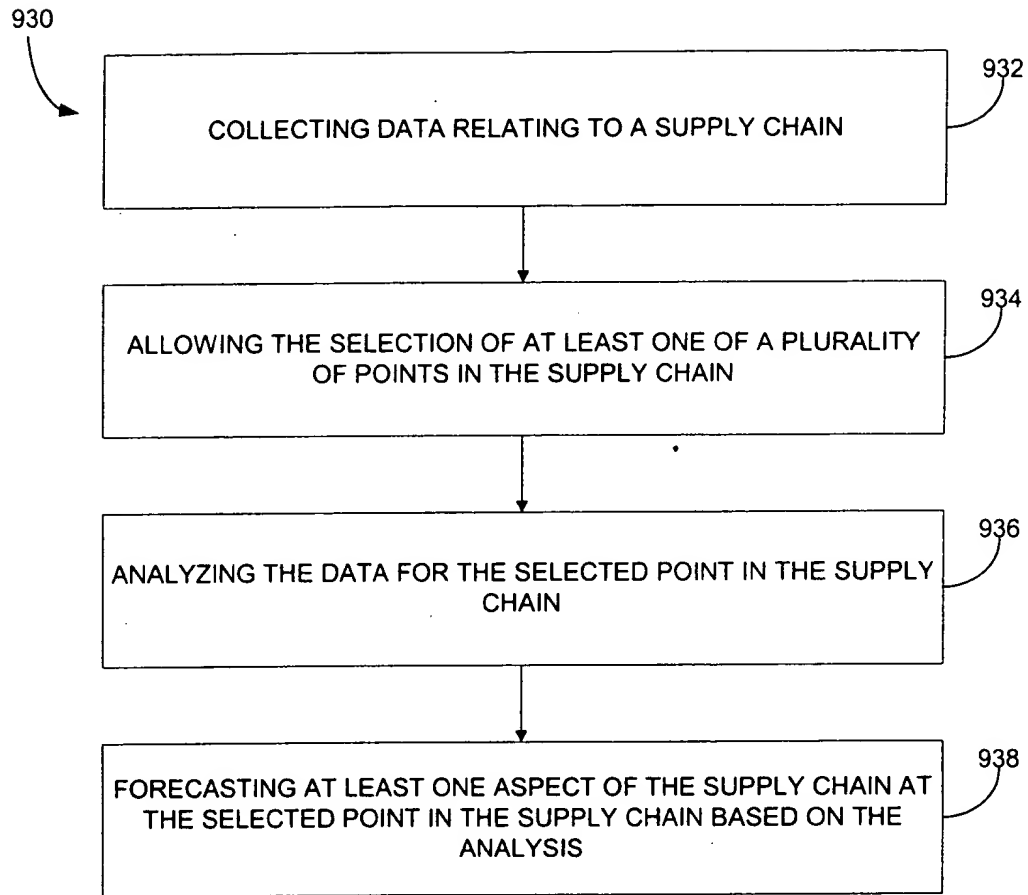 930
932
COLLECTING DATA RELATING TO A SUPPLY CHAIN
934
ALLOWING THE SELECTION OF AT LEAST ONE OF A PLURALITY
OF POINTS IN THE SUPPLY CHAIN
936
ANALYZING THE DATA FOR THE SELECTED POINT IN THE SUPPLY
CHAIN
938
FORECASTING AT LEAST ONE ASPECT OF THE SUPPLY CHAIN AT
THE SELECTED POINT IN THE SUPPLY CHAIN BASED ON THE
ANALYSIS